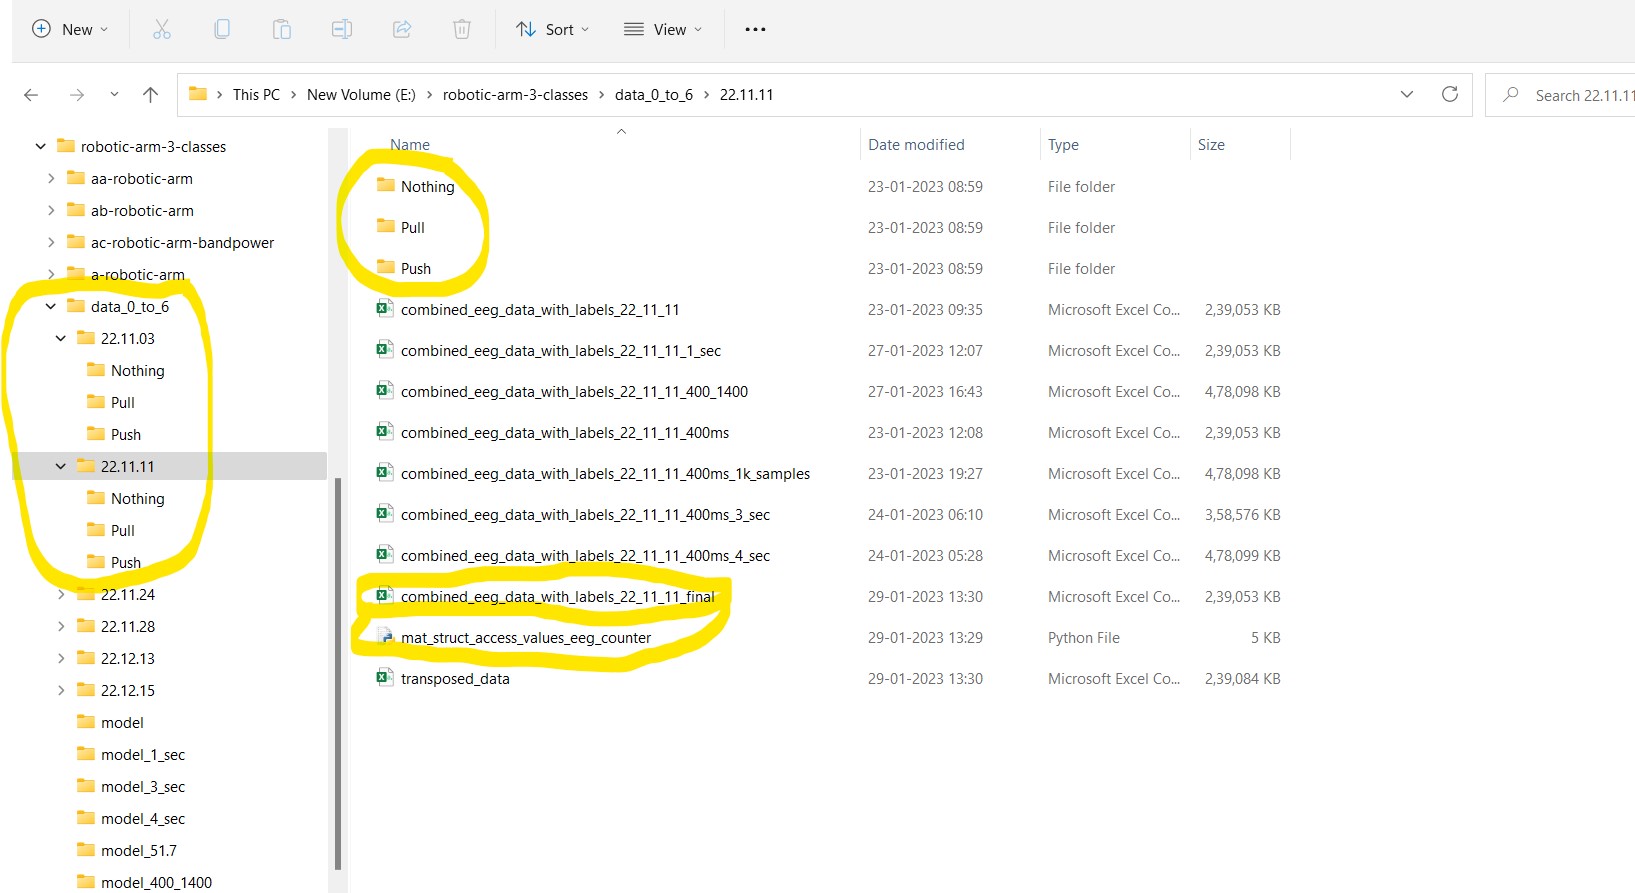 New Sort View •••
This PC > New Volume (E:) > robotic-arm-3-classes > data_0_to_6 > 22.11.11
Search 22.11.11
robotic-arm-3-classes
aa-robotic-arm
ab-robotic-arm
ac-robotic-arm-bandpower
a-robotic-arm
data_0_to_6
22.11.03
Nothing
Pull
Push
22.11.11
Nothing
Pull
Push
22.11.24
22.11.28
22.12.13
22.12.15
model
model_1_sec
model_3_sec
model_4_sec
model_51.7
model_400_1400
Name Date modified Type Size
Nothing 23-01-2023 08:59 File folder
Pull 23-01-2023 08:59 File folder
Push 23-01-2023 08:59 File folder
combined_eeg_data_with_labels_22_11_11 23-01-2023 09:35 Microsoft Excel Co... 2,39,053 KB
combined_eeg_data_with_labels_22_11_11_1_sec 27-01-2023 12:07 Microsoft Excel Co... 2,39,053 KB
combined_eeg_data_with_labels_22_11_11_400_1400 27-01-2023 16:43 Microsoft Excel Co... 4,78,098 KB
combined_eeg_data_with_labels_22_11_11_400ms 23-01-2023 12:08 Microsoft Excel Co... 2,39,053 KB
combined_eeg_data_with_labels_22_11_11_400ms_1k_samples 23-01-2023 19:27 Microsoft Excel Co... 4,78,098 KB
combined_eeg_data_with_labels_22_11_11_400ms_3_sec 24-01-2023 06:10 Microsoft Excel Co... 3,58,576 KB
combined_eeg_data_with_labels_22_11_11_400ms_4_sec 24-01-2023 05:28 Microsoft Excel Co... 4,78,099 KB
combined_eeg_data_with_labels_22_11_11_final 29-01-2023 13:30 Microsoft Excel Co... 2,39,053 KB
mat_struct_access_values_eeg_counter 29-01-2023 13:29 Python File 5 KB
transposed_data 29-01-2023 13:30 Microsoft Excel Co... 2,39,084 KB